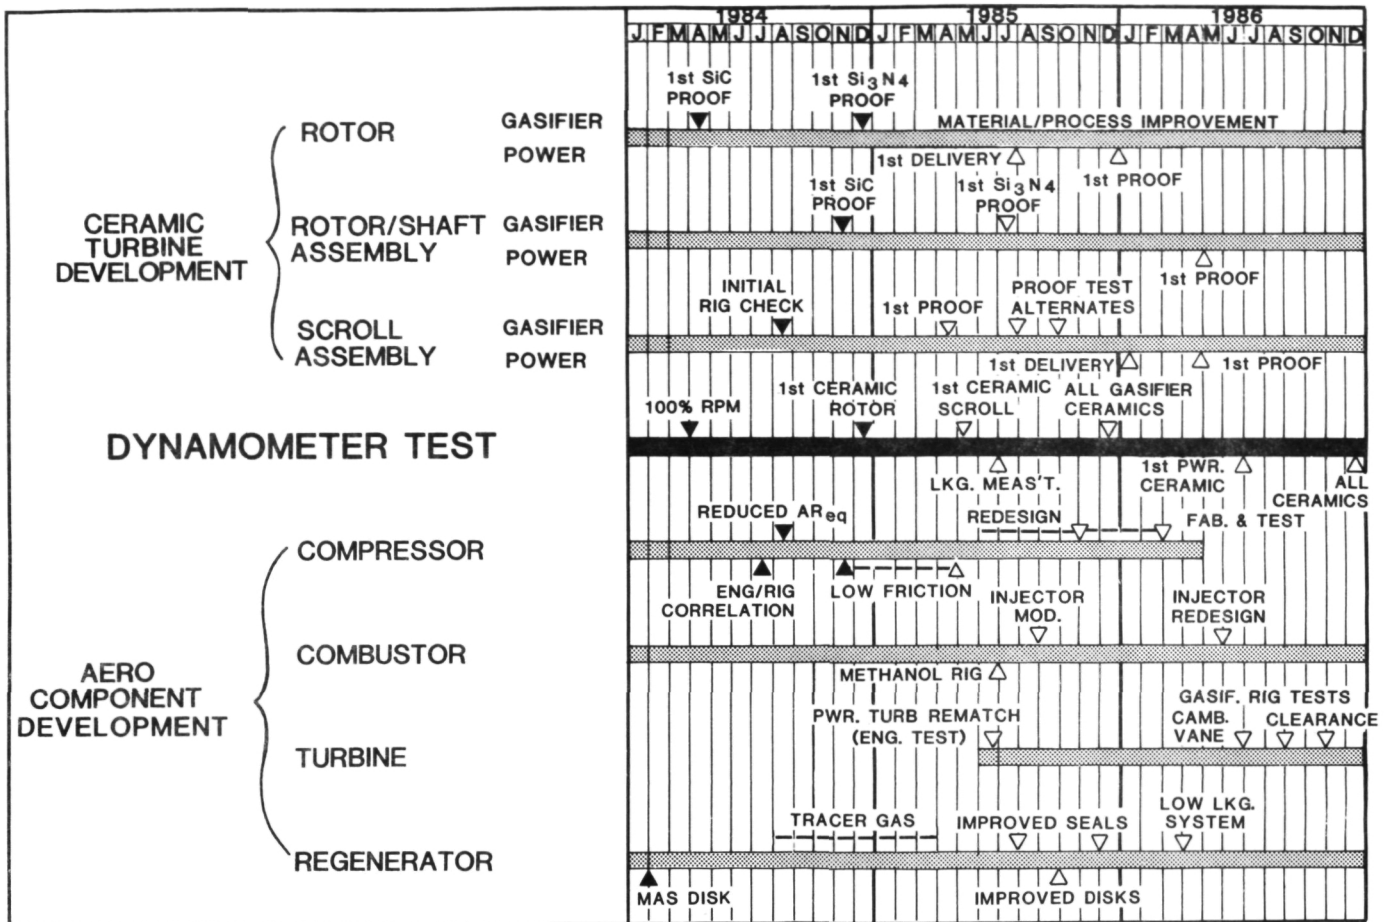 1984 1985 1986
J F M A M J J A S O N D J F M A M J J A S O N D J F M A M J J A S O N D
1st SiC
PROOF
1st Si3N4
PROOF
ROTOR
GASIFIER
POWER
MATERIAL/PROCESS IMPROVEMENT
1st DELIVERY
1st PROOF
1st SiC
PROOF
1st Si3N4
PROOF
CERAMIC
TURBINE
DEVELOPMENT
ROTOR/SHAFT
ASSEMBLY
GASIFIER
POWER
1st PROOF
INITIAL
RIG CHECK
1st PROOF
PROOF TEST
ALTERNATES
SCROLL
ASSEMBLY
GASIFIER
POWER
1st DELIVERY
1st PROOF
100% RPM
1st CERAMIC
ROTOR
1st CERAMIC
SCROLL
ALL GASIFIER
CERAMICS
DYNAMOMETER TEST
LKG. MEAS'T.
1st PWR.
CERAMIC
ALL
CERAMICS
REDUCED AReq
REDESIGN
FAB. & TEST
COMPRESSOR
ENG/RIG
CORRELATION
LOW FRICTION
INJECTOR
MOD.
INJECTOR
REDESIGN
COMBUSTOR
METHANOL RIG
AERO
COMPONENT
DEVELOPMENT
PWR. TURB REMATCH
(ENG. TEST)
GASIF. RIG TESTS
CAMB.
VANE
CLEARANCE
TURBINE
TRACER GAS
IMPROVED SEALS
LOW LKG.
SYSTEM
REGENERATOR
MAS DISK
IMPROVED DISKS